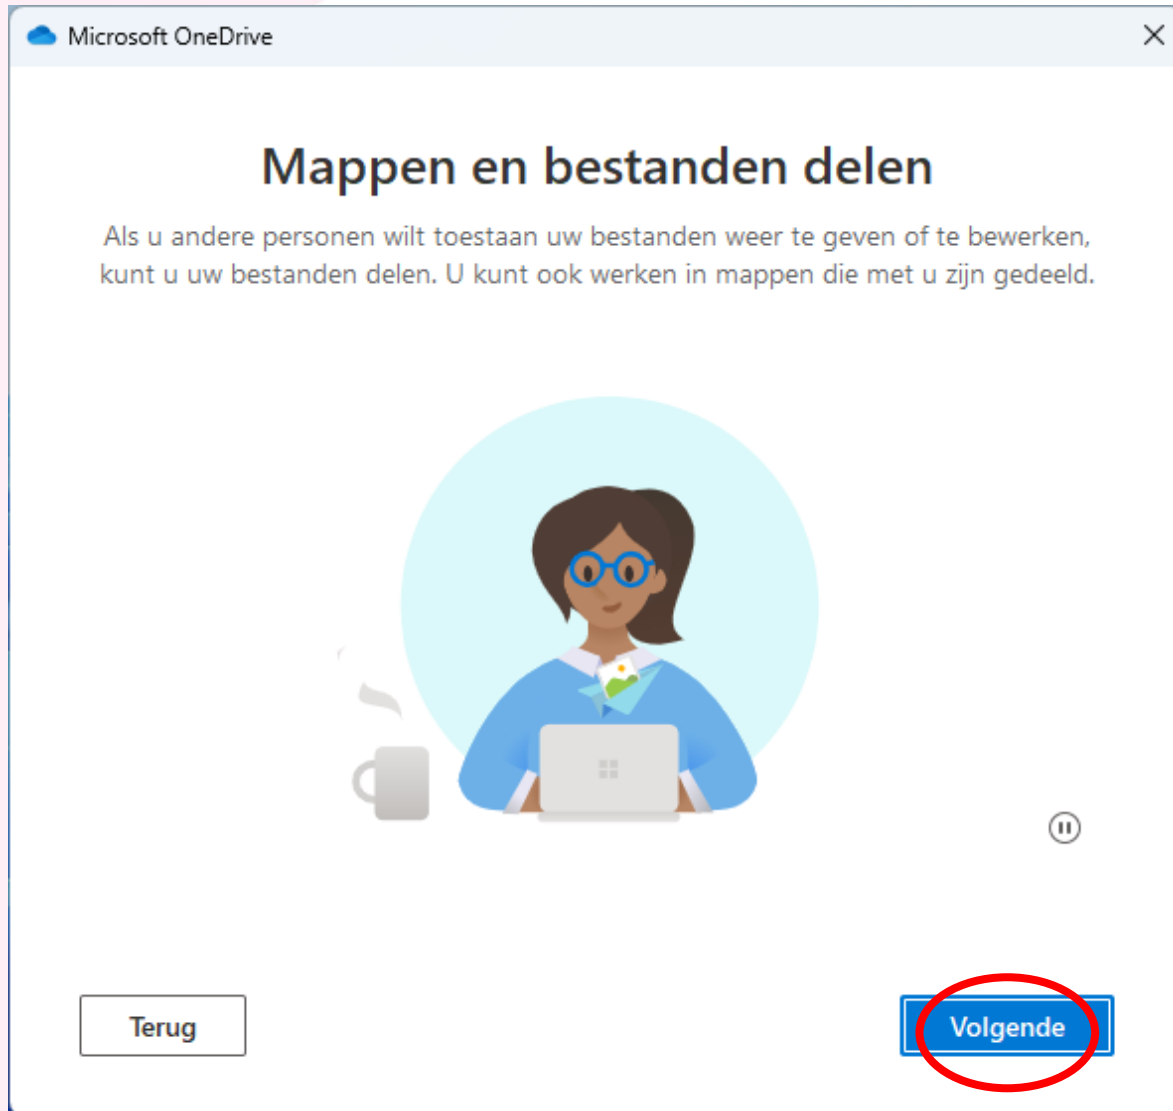 Microsoft OneDrive
Mappen en bestanden delen
Als u andere personen wilt toestaan uw bestanden weer te geven of te bewerken,
kunt u uw bestanden delen. U kunt ook werken in mappen die met u zijn gedeeld.
Terug
Volgende